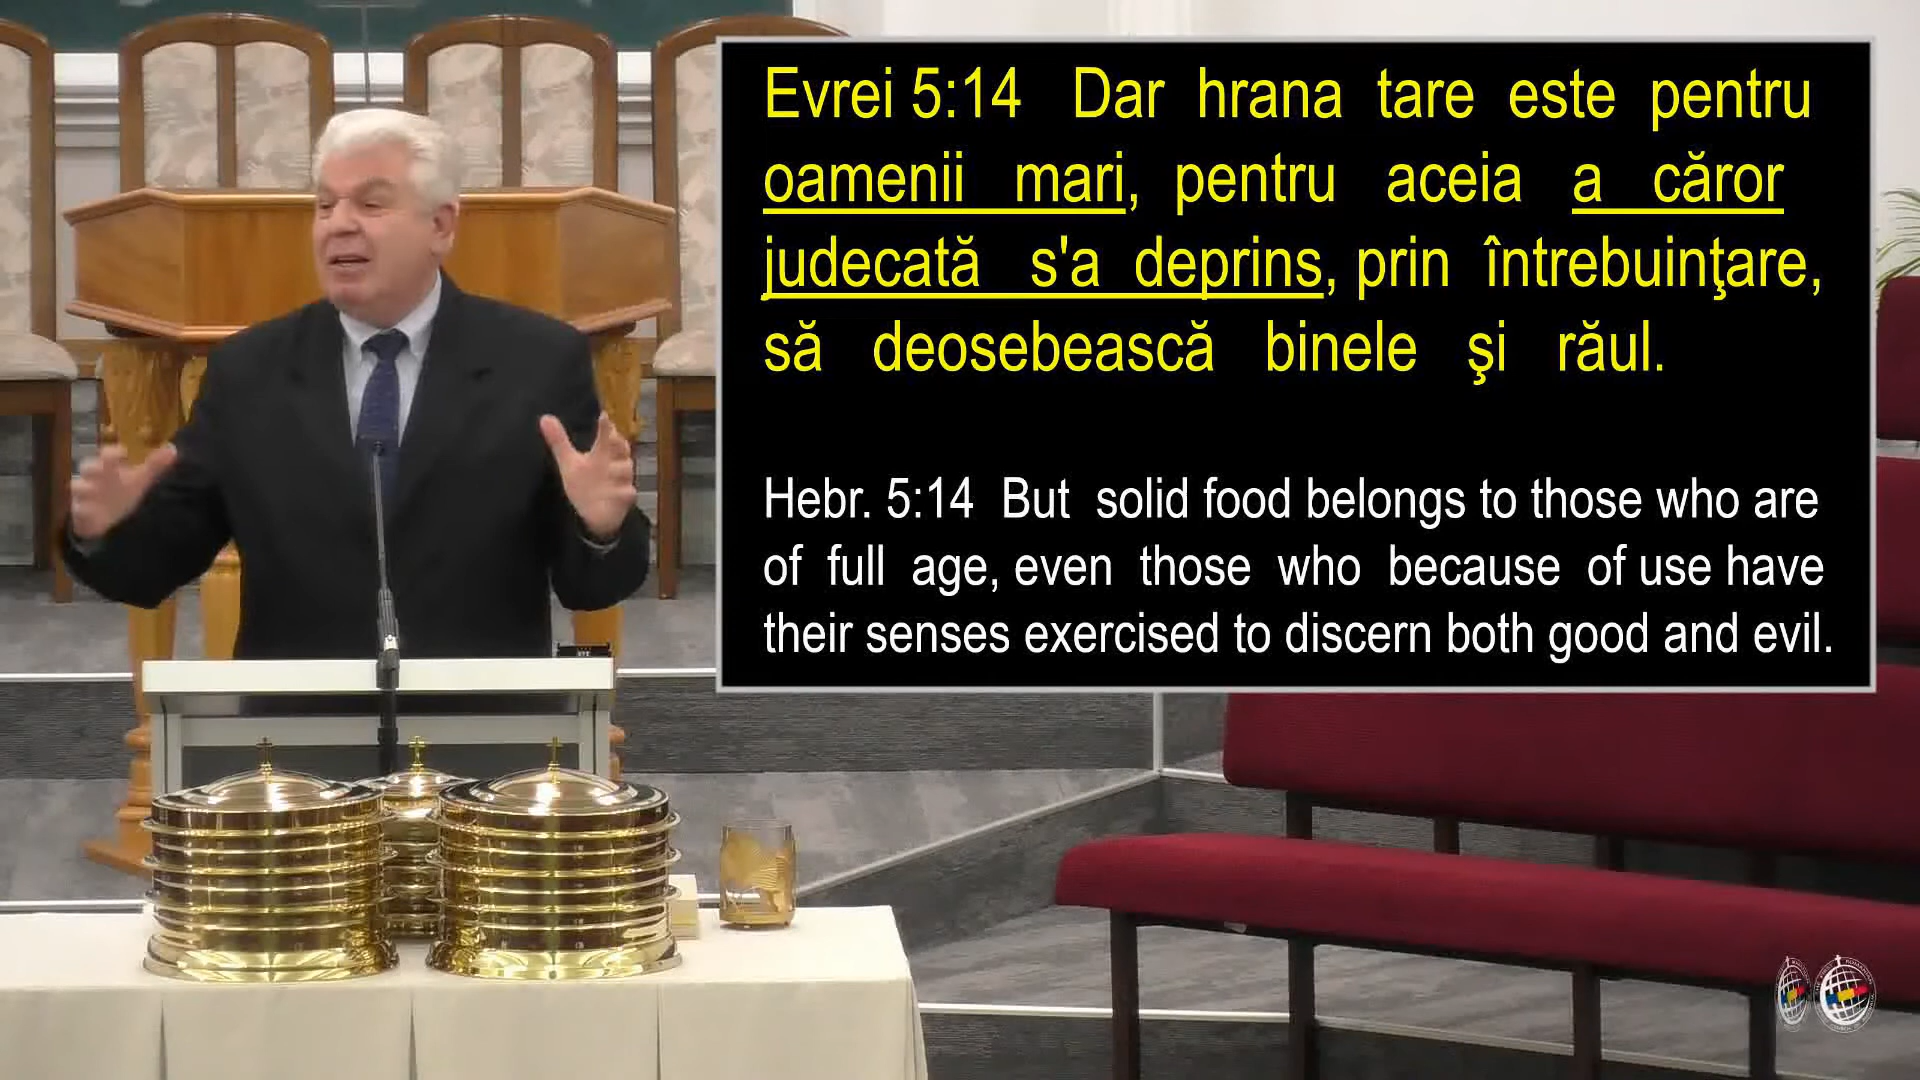 Evrei 5:14 Dar hrana tare este pentru
oamenii mari, pentru aceia a căror
judecată s'a deprins, prin întrebuinţare,
să deosebească binele şi răul.
Hebr. 5:14 But solid food belongs to those who are
of full age, even those who because of use have
their senses exercised to discern both good and evil.